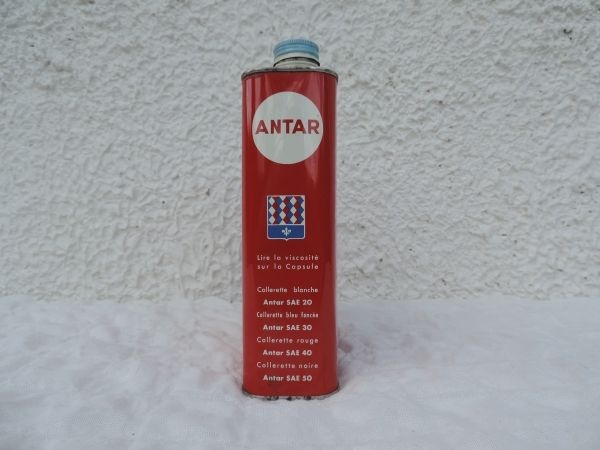 ANTAR
Lire la viscosité
sur la Capsule
Collerette blanche
Antar SAE 20
Collerette bleu foncée
Antar SAE 30
Collerette rouge
Antar SAE 40
Collerette noire
Antar SAE 50